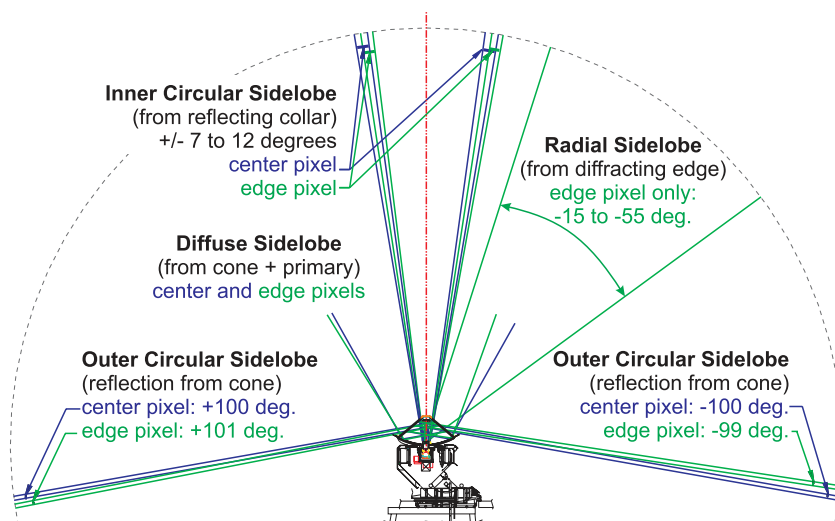 Inner Circular Sidelobe
(from reflecting collar)
+/- 7 to 12 degrees
center pixel
edge pixel
Radial Sidelobe
(from diffracting edge)
edge pixel only:
-15 to -55 deg.
Diffuse Sidelobe
(from cone + primary)
center and edge pixels
Outer Circular Sidelobe
(reflection from cone)
center pixel: +100 deg.
edge pixel: +101 deg.
Outer Circular Sidelobe
(reflection from cone)
center pixel: -100 deg.
edge pixel: -99 deg.